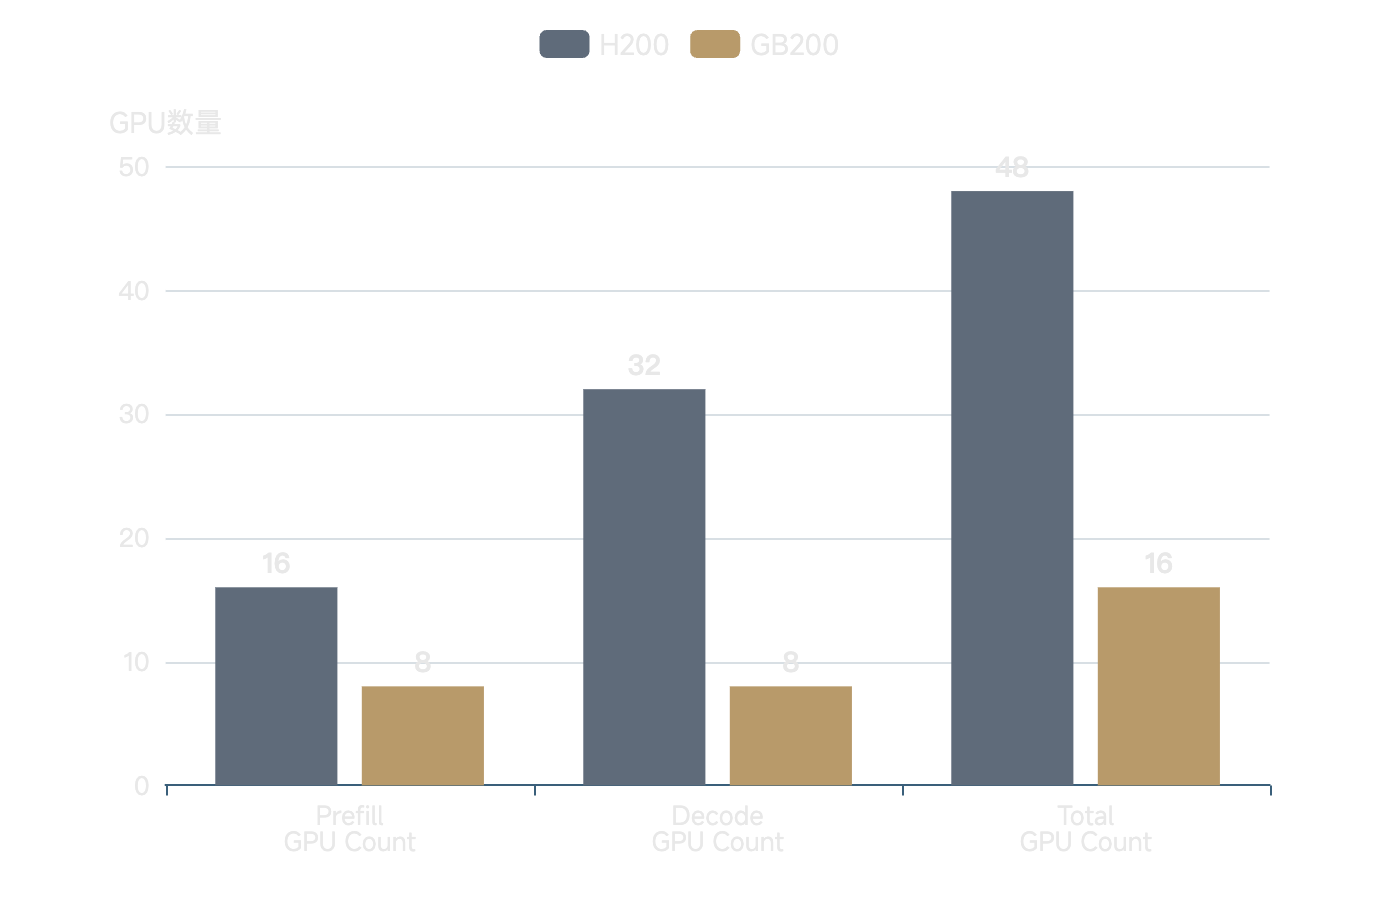 H200 GB200
GPU数量
50
48
40
32
30
20
16
16
10
8
8
0
Prefill
GPU Count
Decode
GPU Count
Total
GPU Count